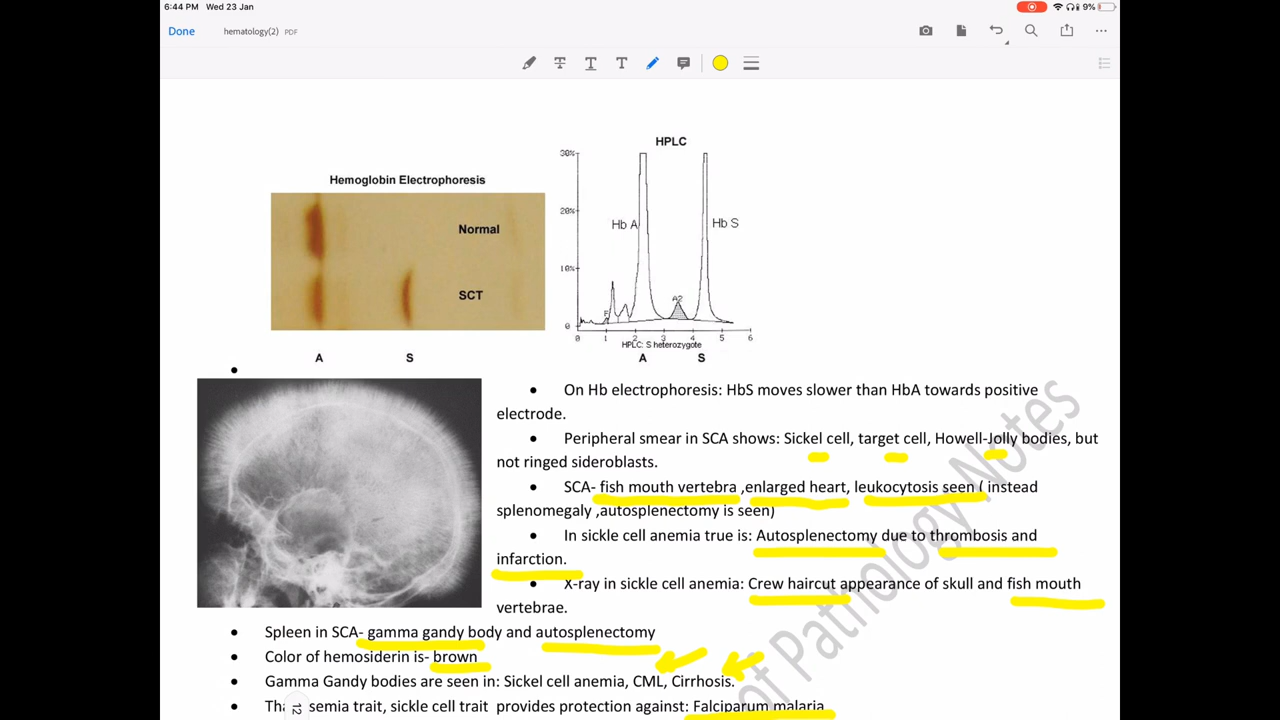 6:44 PM Wed 23 Jan
9%
Done
hematology(2) PDF
Hemoglobin Electrophoresis
Normal
SCT
A S
HPLC
30%
20%
10%
0
Hb A
Hb S
F
A2
0 1 2 3 4 5 6
HPLC: S heterozygote
A S
• On Hb electrophoresis: HbS moves slower than HbA towards positive
electrode.
• Peripheral smear in SCA shows: Sickel cell, target cell, Howell-Jolly bodies, but
not ringed sideroblasts.
• SCA- fish mouth vertebra ,enlarged heart, leukocytosis seen ( instead
splenomegaly ,autosplenectomy is seen)
• In sickle cell anemia true is: Autosplenectomy due to thrombosis and
infarction.
• X-ray in sickle cell anemia: Crew haircut appearance of skull and fish mouth
vertebrae.
• Spleen in SCA- gamma gandy body and autosplenectomy
• Color of hemosiderin is- brown
• Gamma Gandy bodies are seen in: Sickel cell anemia, CML, Cirrhosis.
• semia trait, sickle cell trait provides protection against: Falciparum malaria
12
of Pathology Notes